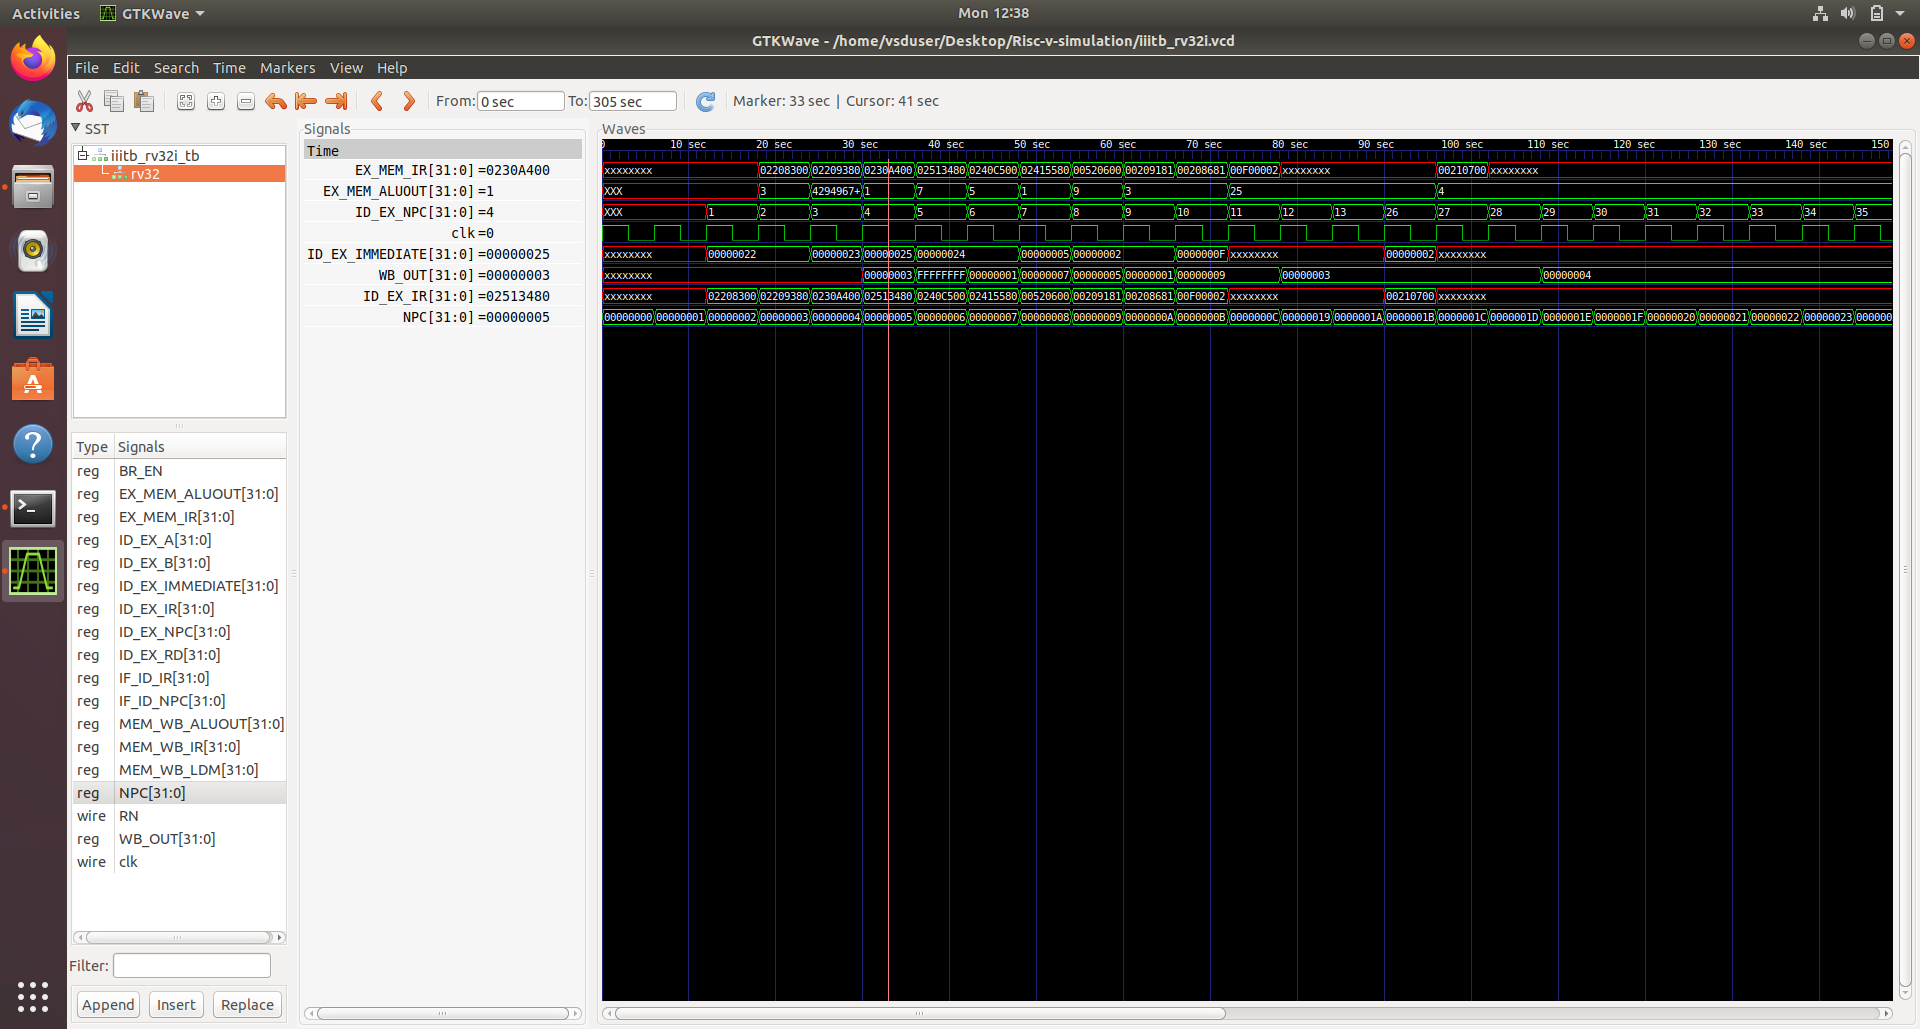 Activities GTKWave Mon 12:38
GTKWave - /home/vsduser/Desktop/Risc-v-simulation/iiitb_rv32i.vcd
File Edit Search Time Markers View Help
From: 0 sec To: 305 sec Marker: 33 sec | Cursor: 41 sec
SST
iiitb_rv32i_tb
rv32
Type Signals
reg BR_EN
reg EX_MEM_ALUOUT[31:0]
reg EX_MEM_IR[31:0]
reg ID_EX_A[31:0]
reg ID_EX_B[31:0]
reg ID_EX_IMMEDIATE[31:0]
reg ID_EX_IR[31:0]
reg ID_EX_NPC[31:0]
reg ID_EX_RD[31:0]
reg IF_ID_IR[31:0]
reg IF_ID_NPC[31:0]
reg MEM_WB_ALUOUT[31:0]
reg MEM_WB_IR[31:0]
reg MEM_WB_LDM[31:0]
reg NPC[31:0]
wire RN
reg WB_OUT[31:0]
wire clk
Filter:
Append Insert Replace
Signals
Time
EX_MEM_IR[31:0] =0230A400
EX_MEM_ALUOUT[31:0] =1
ID_EX_NPC[31:0] =4
clk =0
ID_EX_IMMEDIATE[31:0] =00000025
WB_OUT[31:0] =00000003
ID_EX_IR[31:0] =02513480
NPC[31:0] =00000005
Waves
0 10 sec 20 sec 30 sec 40 sec 50 sec 60 sec 70 sec 80 sec 90 sec 100 sec 110 sec 120 sec 130 sec 140 sec 150
xxxxxxxx 02208300 02209380 0230A400 02513480 0240C500 02415580 00520600 00209181 00208681 00F00002 xxxxxxxx 00210700 xxxxxxxx
XXX 3 4294967+ 1 7 5 1 9 3 25 4
XXX 1 2 3 4 5 6 7 8 9 10 11 12 13 26 27 28 29 30 31 32 33 34 35
xxxxxxxx 00000022 00000023 00000025 00000024 00000005 00000002 0000000F xxxxxxxx 00000002 xxxxxxxx
xxxxxxxx 00000003 FFFFFFFF 00000001 00000007 00000005 00000001 00000009 00000003 00000004
xxxxxxxx 02208300 02209380 0230A400 02513480 0240C500 02415580 00520600 00209181 00208681 00F00002 xxxxxxxx 00210700 xxxxxxxx
00000000 00000001 00000002 00000003 00000004 00000005 00000006 00000007 00000008 00000009 0000000A 0000000B 0000000C 00000019 0000001A 0000001B 0000001C 0000001D 0000001E 0000001F 00000020 00000021 00000022 00000023 000000